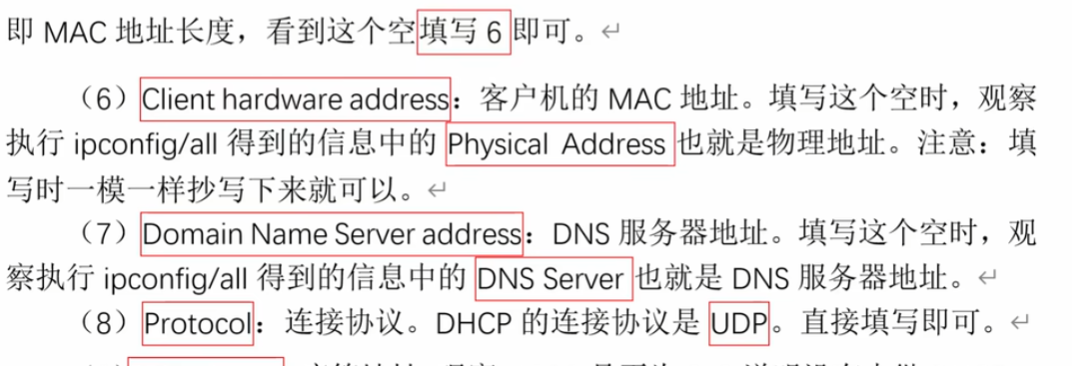 即 MAC 地址长度，看到这个空填写 6 即可。↵
（6）Client hardware address：客户机的 MAC 地址。填写这个空时，观察
执行 ipconfig/all 得到的信息中的 Physical Address 也就是物理地址。注意：填
写时一模一样抄写下来就可以。↵
（7）Domain Name Server address：DNS 服务器地址。填写这个空时，观
察执行 ipconfig/all 得到的信息中的 DNS Server 也就是 DNS 服务器地址。↵
（8）Protocol：连接协议。DHCP 的连接协议是 UDP。直接填写即可。↵